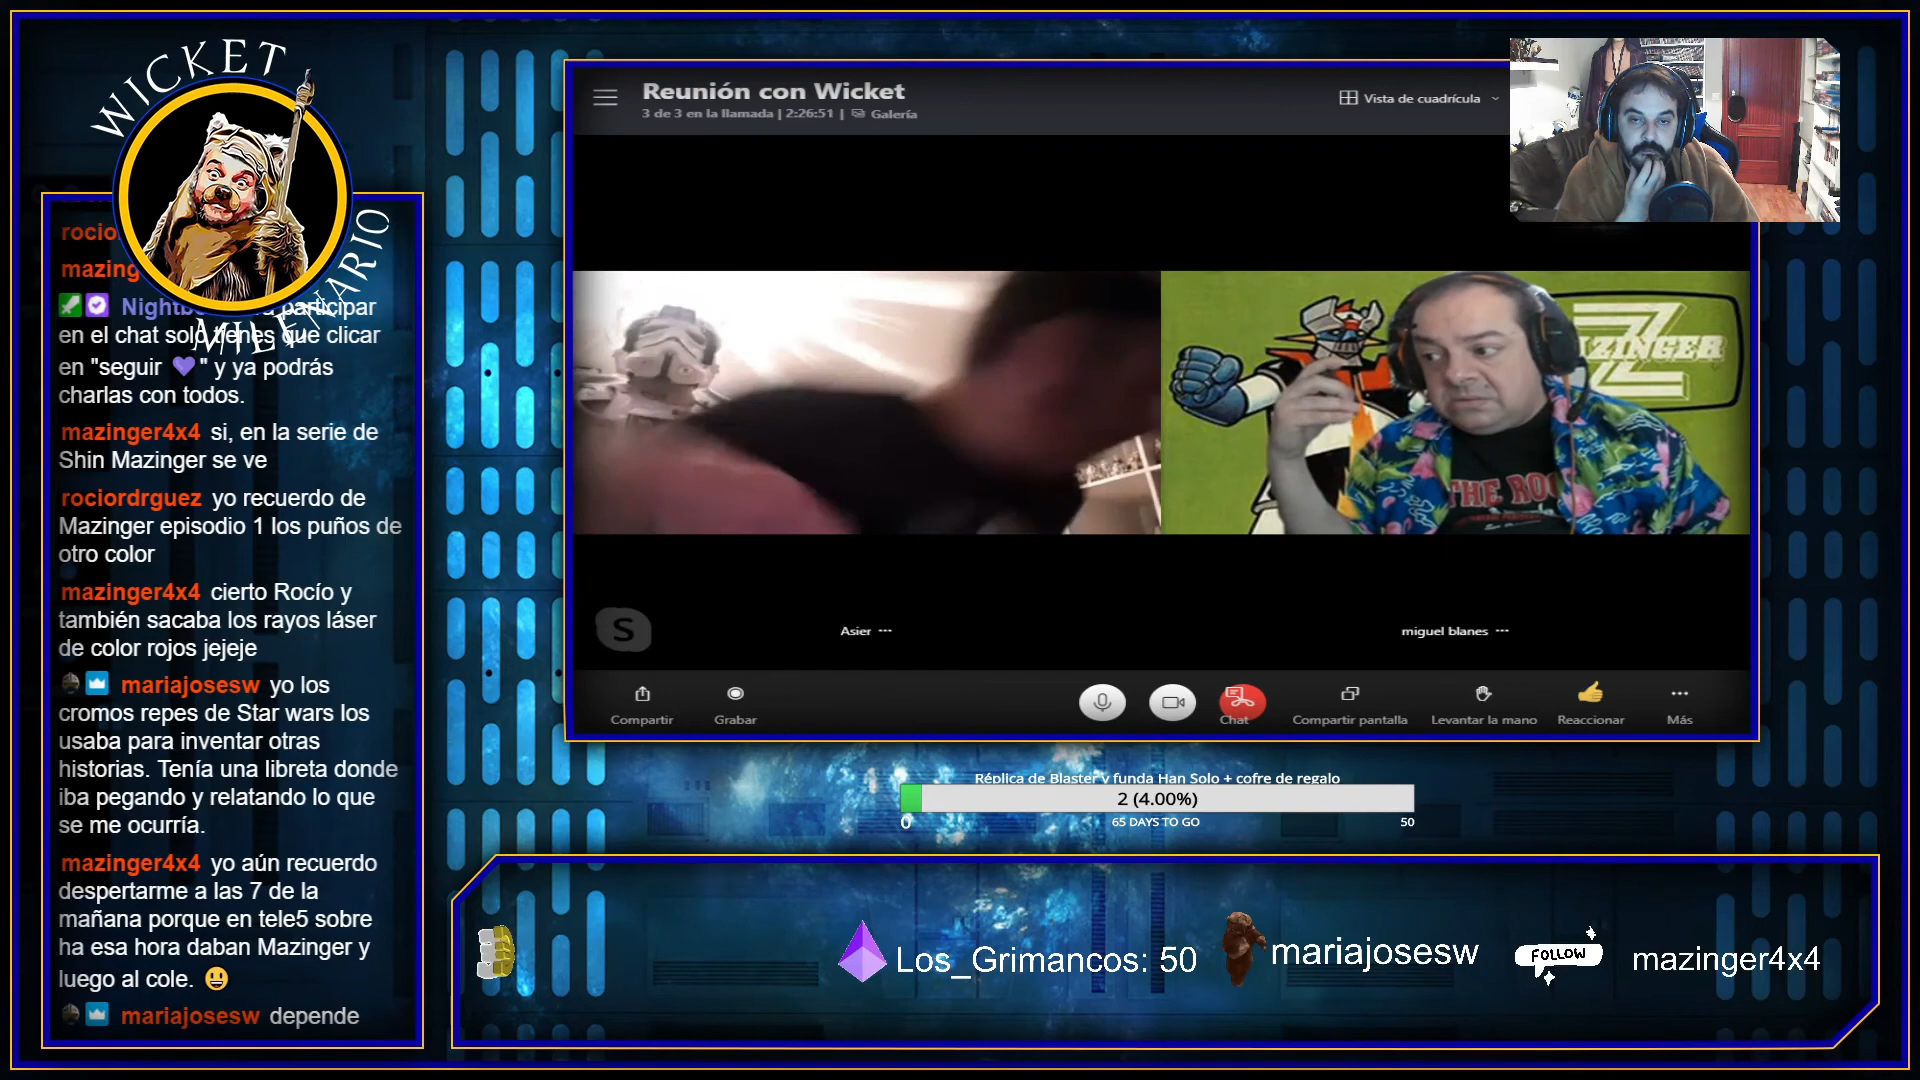 WICKET
MILENARIO
rocio
mazing
Nightb
participar
en el chat solo tienes que clicar
en "seguir 💜" y ya podrás
charlas con todos.
mazinger4x4 si, en la serie de
Shin Mazinger se ve
rociordrguez yo recuerdo de
Mazinger episodio 1 los puños de
otro color
mazinger4x4 cierto Rocío y
también sacaba los rayos láser
de color rojos jejeje
mariajosesw yo los
cromos repes de Star wars los
usaba para inventar otras
historias. Tenía una libreta donde
iba pegando y relatando lo que
se me ocurría.
mazinger4x4 yo aún recuerdo
despertarme a las 7 de la
mañana porque en tele5 sobre
ha esa hora daban Mazinger y
luego al cole. 😃
mariajosesw depende
Reunión con Wicket
3 de 3 en la llamada | 2:26:51 | Galería
Vista de cuadrícula
Z
AZINGER
THE RO
S
Asier ···
miguel blanes ···
Compartir
Grabar
Chat
Compartir pantalla
Levantar la mano
Reaccionar
Más
Réplica de Blaster y funda Han Solo + cofre de regalo
2 (4.00%)
0
65 DAYS TO GO
50
Los_Grimancos: 50
mariajosesw
FOLLOW
mazinger4x4